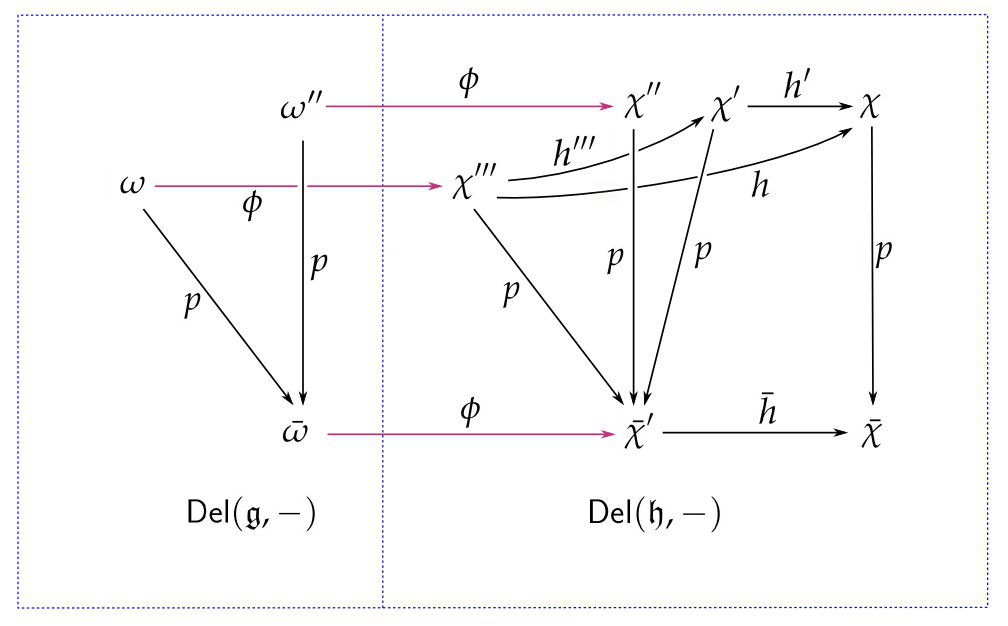 ϕ h′
ω″ χ″ χ′ χ
h‴
ω ϕ χ‴ h
p p p p p p
ϕ h̄
ω̄ χ̄′ χ̄
Del(𝔤, −) Del(𝔥, −)